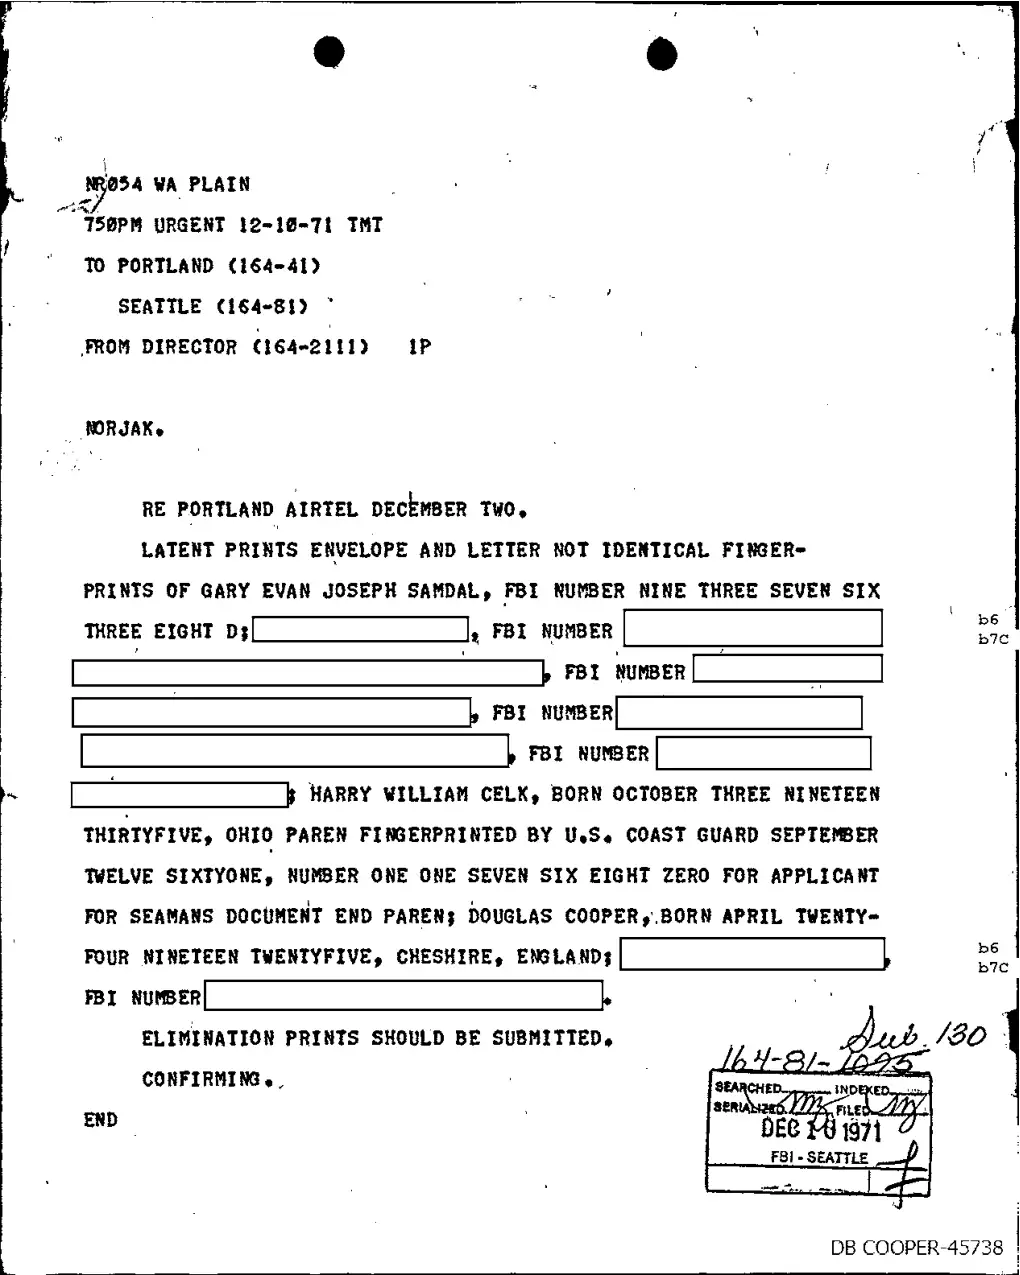 NR054 WA PLAIN
750PM URGENT 12-10-71 TMT
TO PORTLAND (164-41)
SEATTLE (164-81)
FROM DIRECTOR (164-2111) 1P
NORJAK.
RE PORTLAND AIRTEL DECEMBER TWO.
LATENT PRINTS ENVELOPE AND LETTER NOT IDENTICAL FINGER-
PRINTS OF GARY EVAN JOSEPH SAMDAL, FBI NUMBER NINE THREE SEVEN SIX
THREE EIGHT D; , FBI NUMBER
b6
b7C
, FBI NUMBER
, FBI NUMBER
, FBI NUMBER
; HARRY WILLIAM CELK, BORN OCTOBER THREE NINETEEN
THIRTYFIVE, OHIO PAREN FINGERPRINTED BY U.S. COAST GUARD SEPTEMBER
TWELVE SIXTYONE, NUMBER ONE ONE SEVEN SIX EIGHT ZERO FOR APPLICANT
FOR SEAMANS DOCUMENT END PAREN; DOUGLAS COOPER, BORN APRIL TWENTY-
FOUR NINETEEN TWENTYFIVE, CHESHIRE, ENGLAND; ,
b6
b7C
FBI NUMBER .
ELIMINATION PRINTS SHOULD BE SUBMITTED.
CONFIRMING.
END
Sub. 130
164-81-1095
SEARCHED INDEXED
SERIALIZED FILED
DEC 10 1971
FBI - SEATTLE
DB COOPER-45738